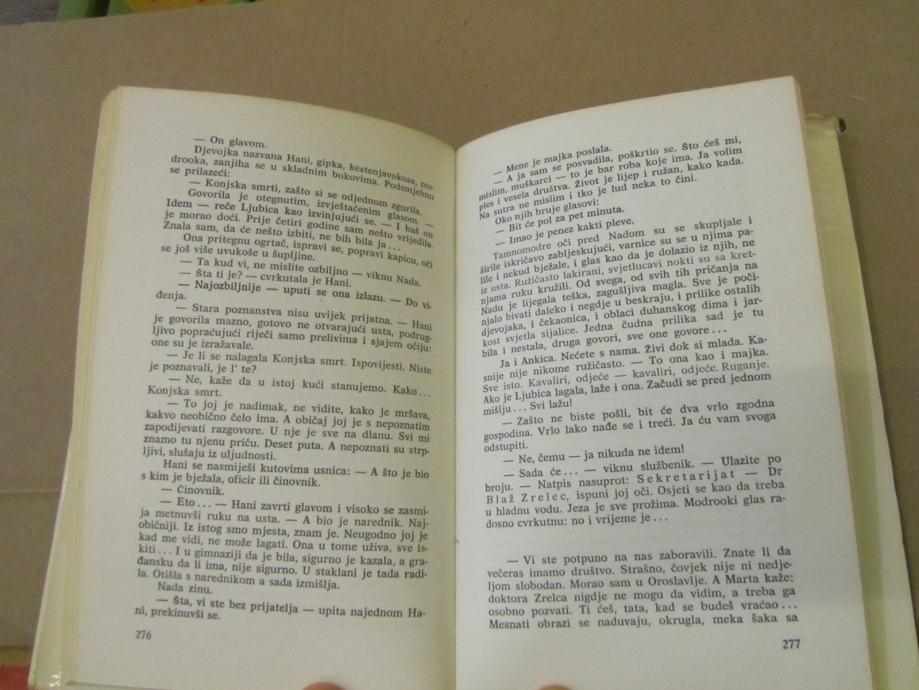 — On glavom.
Djevojka nazvana Hani, gipka, kestenjavokosa, mo-
drooka, zanjiha se u skladnim bokovima. Podsmjehnu
se prilazeći:
— Konjska smrti, zašto si se odjednom zgurila.
Govorila je otegnutim, izvještačenim glasom. —
Idem — reče Ljubica kao izvinjujući se. — I baš on
je morao doći. Prije četiri godine sam nešto vrijedila.
Znala sam, da će nešto izbiti, ne bih bila ja...
Ona pritegnu ogrtač, ispravi se, popravi kapicu, oči
se još više uvukoše u šupljine.
— Ta kud vi, ne mislite ozbiljno — viknu Nada.
— Šta ti je? — cvrkutala je Hani.
— Najozbiljnije — uputi se ona izlazu. — Do vi-
đenja.
— Stara poznanstva nisu uvijek prijatna. — Hani
je govorila mazno, gotovo ne otvarajući usta, podrug-
ljivo popraćujući riječi samo prelivima i sjajem očiju:
one su je izražavale.
— Je li se nalagala Konjska smrt. Ispovijesti. Niste
je poznavali, je l' te?
— Ne, kaže da u istoj kući stanujemo. Kako...
Konjska smrt.
— To joj je nadimak, ne vidite, kako je mršava,
kakvo neobično čelo ima. A običaj joj je s nepoznatim
zapodijevati razgovore. U nje je sve na dlanu. Svi mi
znamo tu njenu priču. Deset puta. A nepoznati su strp-
ljivi, slušaju iz uljudnosti.
Hani se nasmiješi kutovima usnica: — A što je bio
s kim je bježala, oficir ili činovnik.
— Činovnik.
— Eto... — Hani zavrti glavom i visoko se zasmi-
ja metnuvši ruku na usta. — A bio je narednik. Naj-
običniji. Iz istog smo mjesta, znam je. Neugodno joj je
kad me vidi, ne može lagati. Ona u tome uživa, sve is-
kiti... I u gimnaziji da je bila, sigurno je kazala, a gra-
đansku da li ima, nije sigurno. U staklani je tada radi-
la. Otišla s narednikom a sada izmišlja.
Nada zinu.
— Šta, vi ste bez prijatelja — upita najednom Ha-
ni, prekinuvši se.
276
— Mene je majka poslala.
— A ja sam se posvadila, poškrtio se. Što ćeš mi,
mislim, muškarci — to je bar roba koje ima. Ja volim
ples i vesela društva. Život je lijep i ružan, kako kada.
Na sutra ne mislim i tko je lud neka to čini.
Oko njih bruje glasovi:
— Bit će pol za pet minuta.
— Imao je penez kakti pleve.
Tamnomodre oči pred Nadom su se skupljale i
širile iskričavo zabljeskujući, varnice su se u njima pa-
lile i nekud bježale, i glas kao da je dolazio iz njih, ne
iz usta. Ružičasto lakirani, svjetlucavi nokti su sa kret-
njama ruku kružili. Od svega, od svih tih pričanja na
Nadu je lijegala teška, zagušljiva magla. Sve je poči-
njalo bivati daleko i negdje u beskraju, i prilike ostalih
djevojaka, i čekaonica, i oblaci duhanskog dima i jar-
kost svjetla sijalice. Jedna čudna prilika sad je tu
bila i nestala, druga govori, sve one govore...
Ja i Ankica. Nećete s nama. Živi dok si mlada. Ka-
snije nije nikome ružičasto. — To ona kao i majka.
Sve isto. Kavaliri, odjeće — kavaliri, odjeće. Ruganje.
Ako je Ljubica lagala, laže i ona. Začudi se pred jednom
mišlju... Svi lažu!
— Zašto ne biste pošli, bit će dva vrlo zgodna
gospodina. Vrlo lako nađe se i treći. Ja ću vam svoga
odstupiti.
— Ne, čemu — ja nikuda ne idem!
— Sada će... — viknu službenik. — Ulazite po
broju. — Natpis nasuprot: Sekretarijat — Dr
Blaž Zrelec, ispuni joj oči. Osjeti se kao da treba
u hladnu vodu. Jeza je sve prožima. Modrooki glas ra-
dosno cvrkutnu: no i vrijeme je...
— Vi ste potpuno na nas zaboravili. Znate li da
večeras imamo društvo. Strašno, čovjek nije ni nedje-
ljom slobodan. Morao sam u Oroslavlje. A Marta kaže:
doktora Zrelca nigdje ne mogu da vidim, a treba ga
osobno pozvati. Ti ćeš, tata, kad se budeš vraćao...
Mesnati obrazi se naduvaju, okrugla, meka šaka sa
277